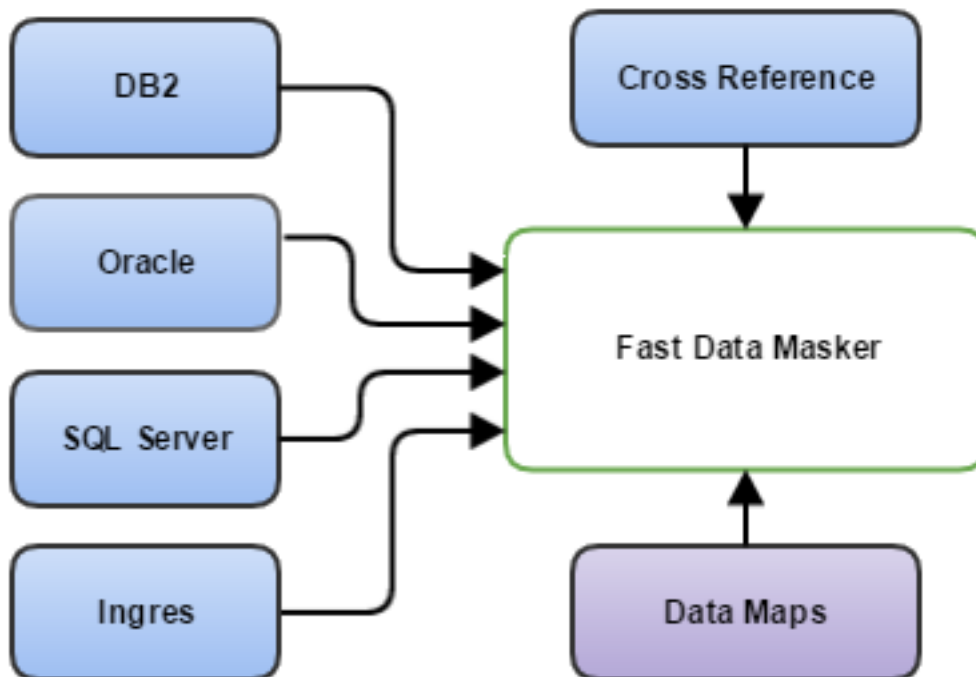 DB2
Oracle
SQL Server
Ingres
Cross Reference
Fast Data Masker
Data Maps